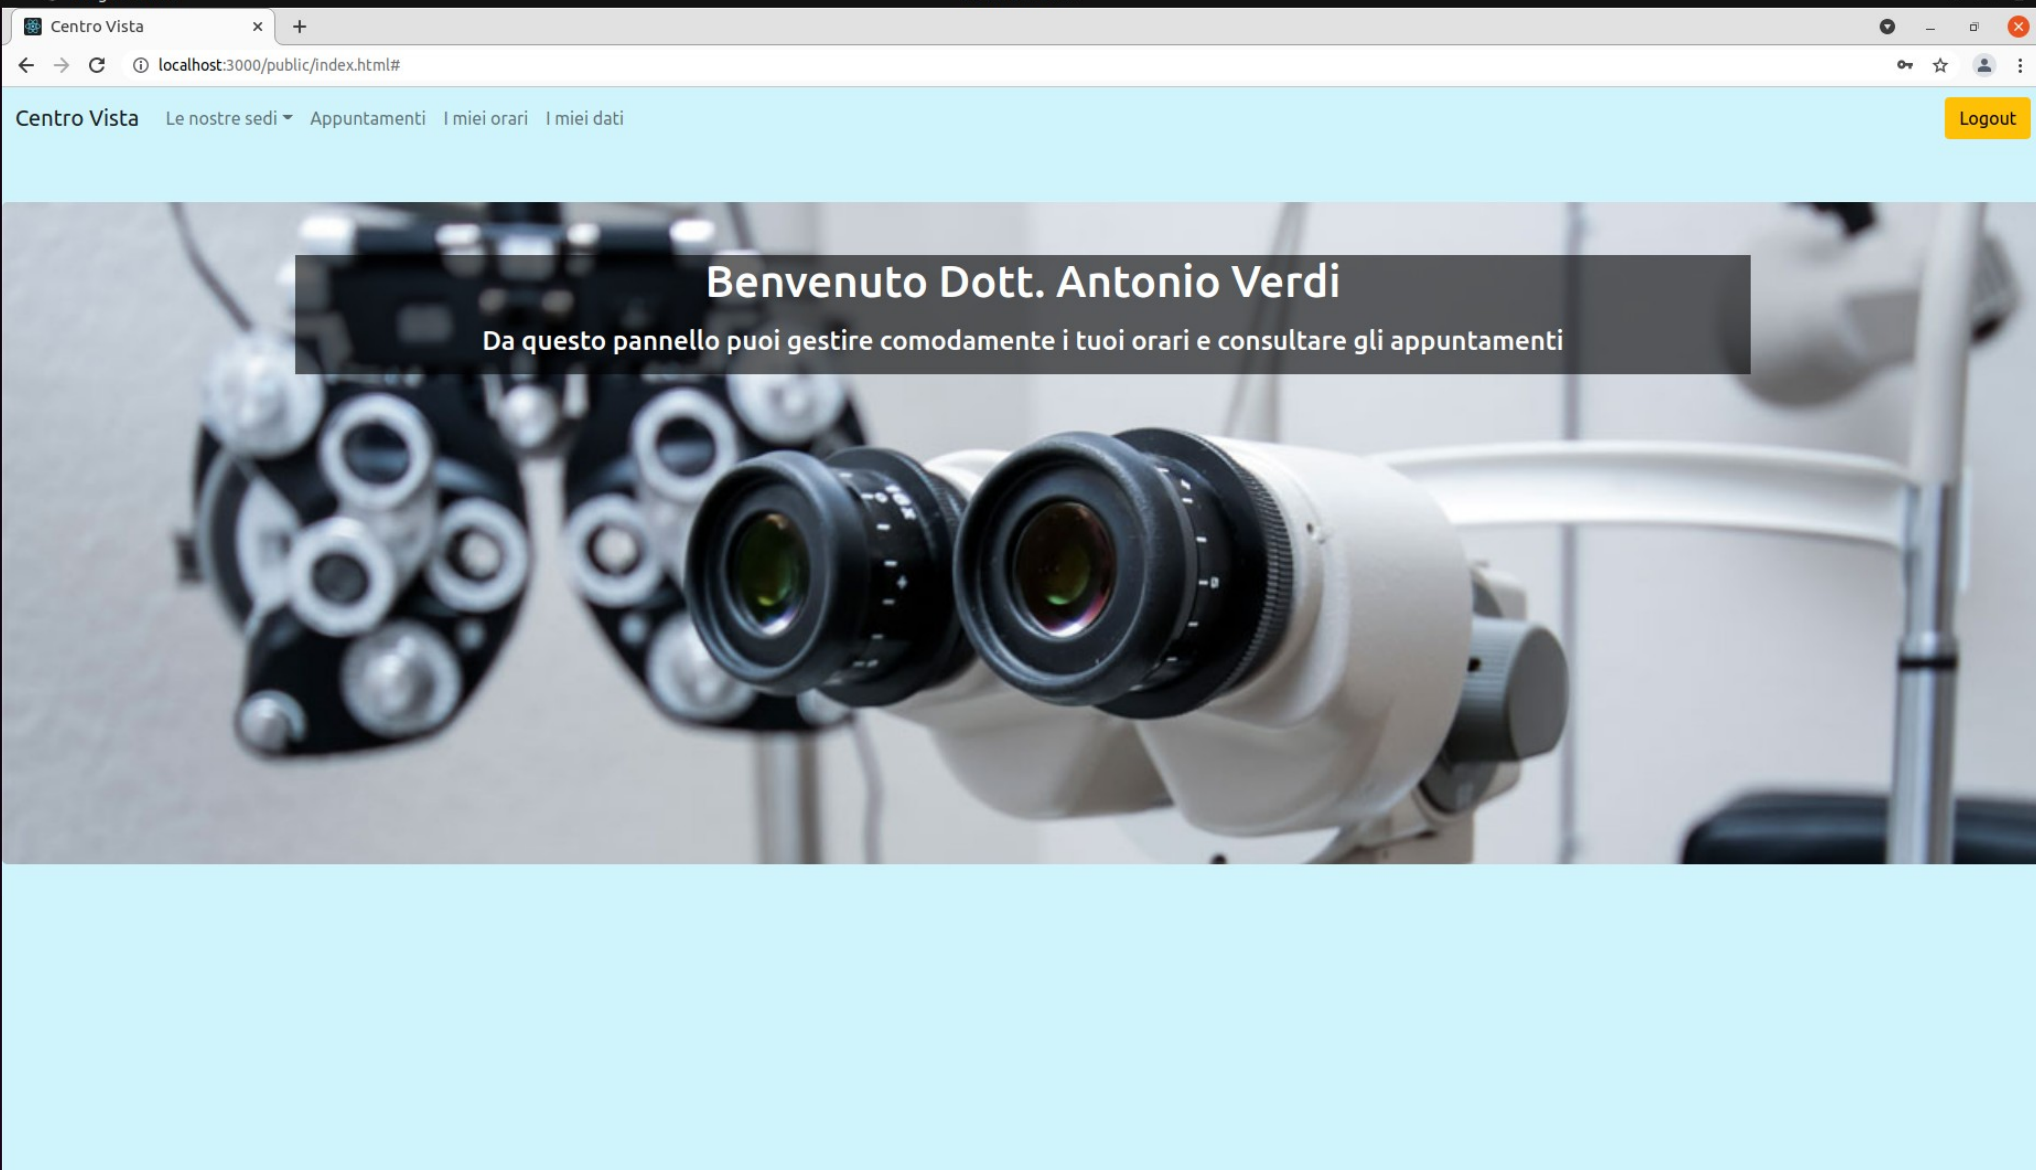 Centro Vista
localhost:3000/public/index.html#
Centro Vista Le nostre sedi Appuntamenti I miei orari I miei dati Logout
Benvenuto Dott. Antonio Verdi
Da questo pannello puoi gestire comodamente i tuoi orari e consultare gli appuntamenti